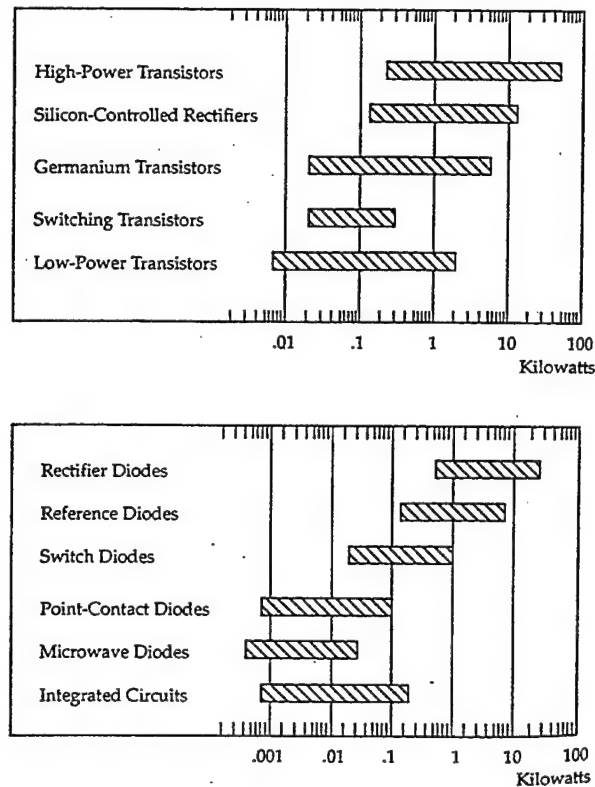 High-Power Transistors
Silicon-Controlled Rectifiers
Germanium Transistors
Switching Transistors
Low-Power Transistors
.01 .1 1 10 100
Kilowatts
Rectifier Diodes
Reference Diodes
Switch Diodes
Point-Contact Diodes
Microwave Diodes
Integrated Circuits
.001 .01 .1 1 10 100
Kilowatts